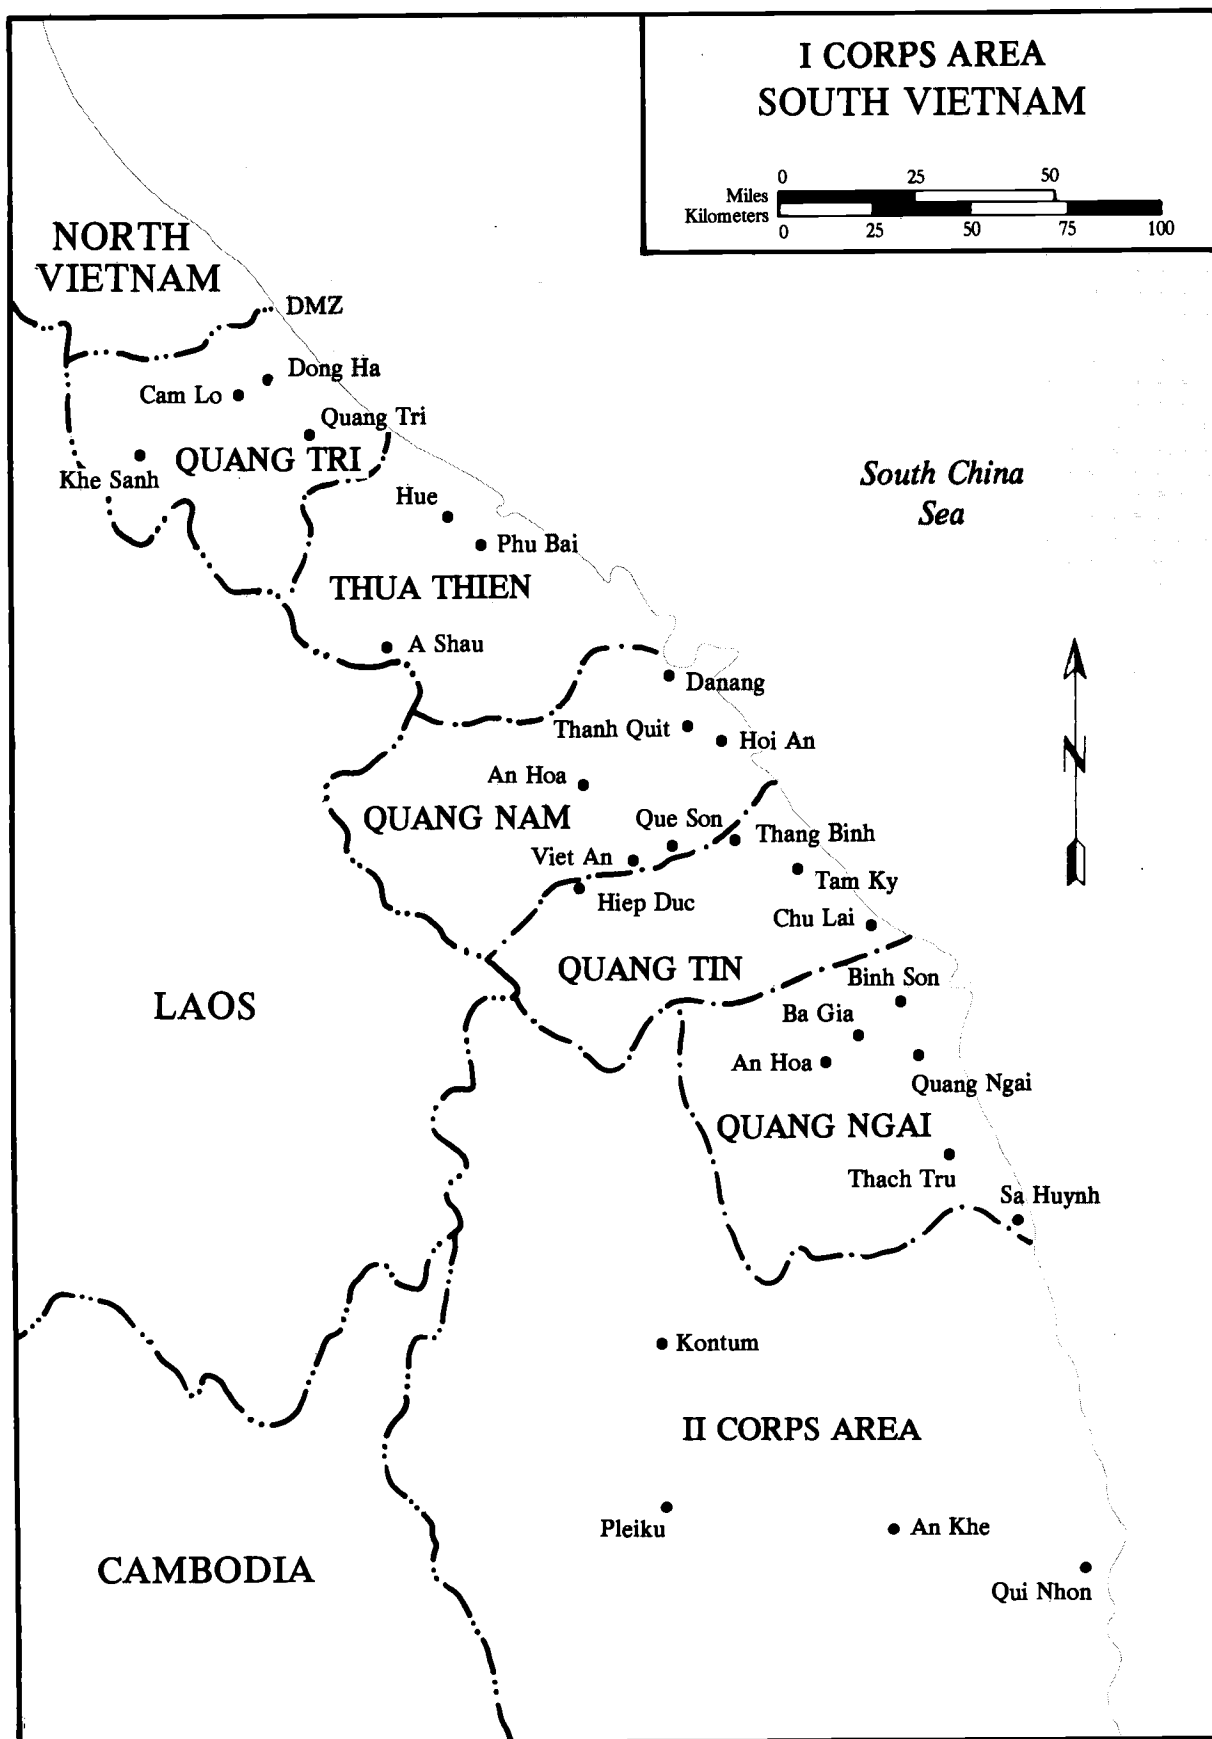 I CORPS AREA
SOUTH VIETNAM
0 25 50
Miles
Kilometers
0 25 50 75 100
NORTH
VIETNAM
DMZ
Dong Ha
Cam Lo
Quang Tri
QUANG TRI
Khe Sanh
Hue
South China
Sea
Phu Bai
THUA THIEN
A Shau
Danang
Thanh Quit
Hoi An
N
An Hoa
QUANG NAM
Que Son
Thang Binh
Viet An
Tam Ky
Hiep Duc
Chu Lai
QUANG TIN
Binh Son
LAOS
Ba Gia
An Hoa
Quang Ngai
QUANG NGAI
Thach Tru
Sa Huynh
Kontum
II CORPS AREA
Pleiku
An Khe
CAMBODIA
Qui Nhon